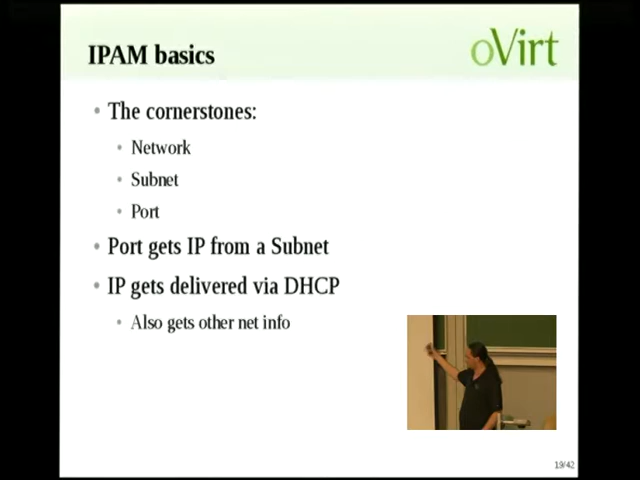 IPAM basics
oVirt
• The cornerstones:
• Network
• Subnet
• Port
• Port gets IP from a Subnet
• IP gets delivered via DHCP
• Also gets other net info
19/42